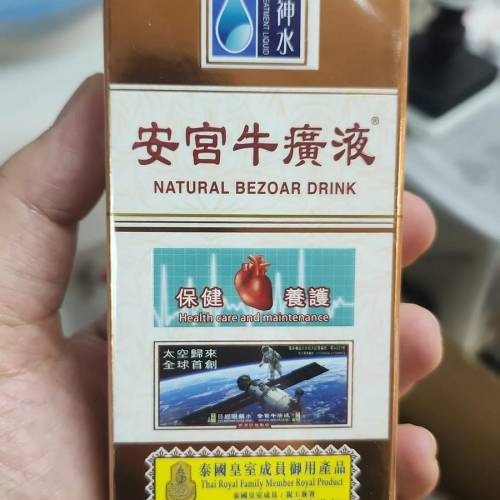 神水
TREATMENT LIQUID
安宮牛癀液®
NATURAL BEZOAR DRINK
保健 養護
Health care and maintenance
太空歸來
全球首創
泰國皇室成員御用產品
Thai Royal Family Member Royal Product